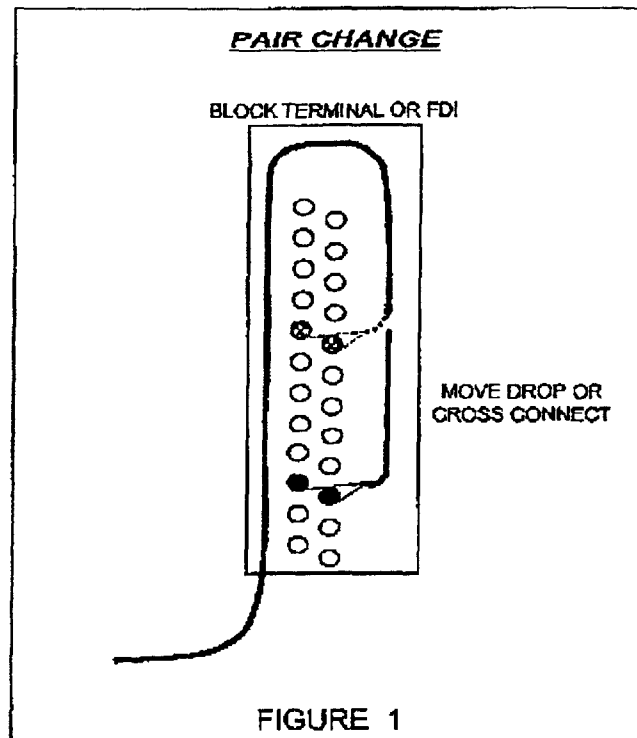 PAIR CHANGE
BLOCK TERMINAL OR FDI
MOVE DROP OR
CROSS CONNECT
FIGURE 1